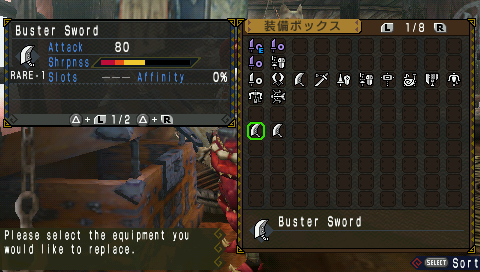 Buster Sword
Attack 80
Shrpnss
RARE-1 Slots ――― Affinity 0%
△+L 1/2 △+R
装備ボックス L 1/8 R
E
Buster Sword
Please select the equipment you
would like to replace.
SELECT Sort